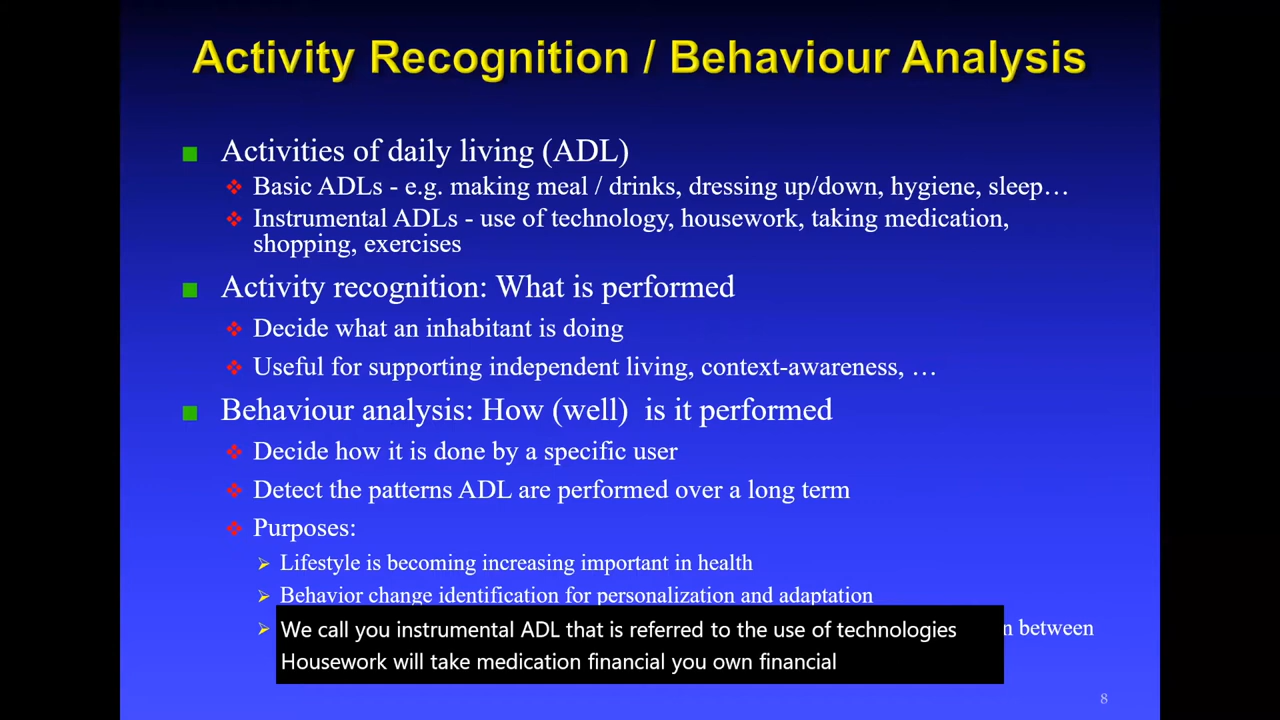 Activity Recognition / Behaviour Analysis
Activities of daily living (ADL)
Basic ADLs - e.g. making meal / drinks, dressing up/down, hygiene, sleep…
Instrumental ADLs - use of technology, housework, taking medication,
shopping, exercises
Activity recognition: What is performed
Decide what an inhabitant is doing
Useful for supporting independent living, context-awareness, …
Behaviour analysis: How (well) is it performed
Decide how it is done by a specific user
Detect the patterns ADL are performed over a long term
Purposes:
Lifestyle is becoming increasing important in health
Behavior change identification for personalization and adaptation
between
We call you instrumental ADL that is referred to the use of technologies
Housework will take medication financial you own financial
8